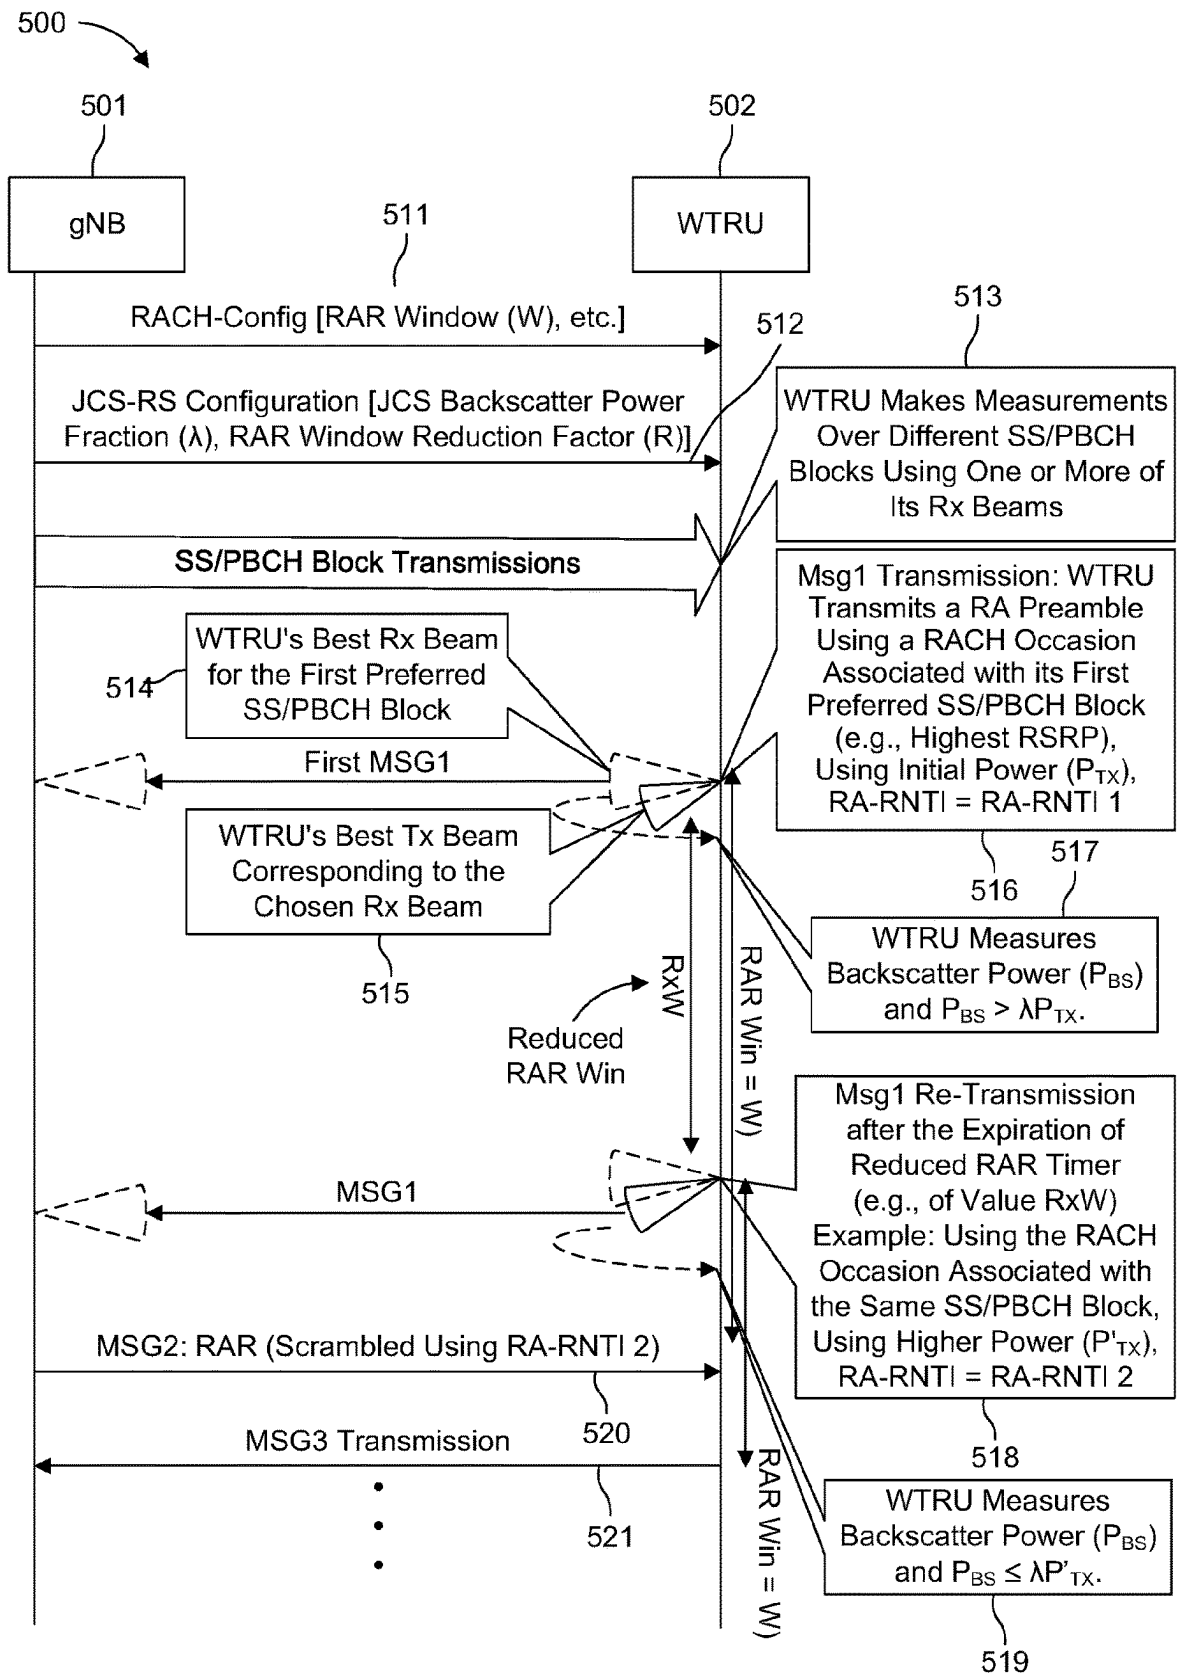 500
501
502
gNB
WTRU
511
RACH-Config [RAR Window (W), etc.]
512
513
JCS-RS Configuration [JCS Backscatter Power
Fraction (λ), RAR Window Reduction Factor (R)]
WTRU Makes Measurements
Over Different SS/PBCH
Blocks Using One or More of
Its Rx Beams
SS/PBCH Block Transmissions
Msg1 Transmission: WTRU
Transmits a RA Preamble
Using a RACH Occasion
Associated with its First
Preferred SS/PBCH Block
(e.g., Highest RSRP),
Using Initial Power (PTX),
RA-RNTI = RA-RNTI 1
516
514
WTRU's Best Rx Beam
for the First Preferred
SS/PBCH Block
First MSG1
WTRU's Best Tx Beam
Corresponding to the
Chosen Rx Beam
515
517
WTRU Measures
Backscatter Power (PBS)
and PBS > λPTX.
RxW
RAR Win = W)
Reduced
RAR Win
Msg1 Re-Transmission
after the Expiration of
Reduced RAR Timer
(e.g., of Value RxW)
Example: Using the RACH
Occasion Associated with
the Same SS/PBCH Block,
Using Higher Power (P'TX),
RA-RNTI = RA-RNTI 2
518
MSG1
MSG2: RAR (Scrambled Using RA-RNTI 2)
520
MSG3 Transmission
521
RAR Win = W)
WTRU Measures
Backscatter Power (PBS)
and PBS ≤ λP'TX.
519